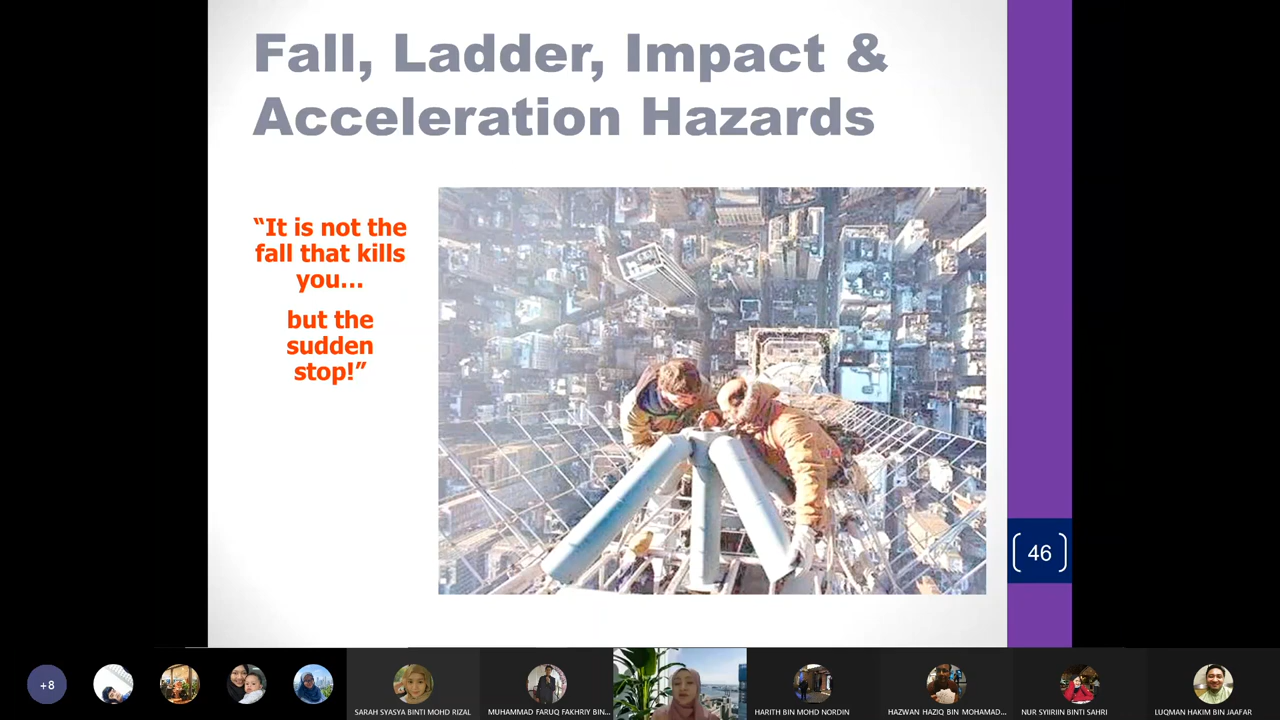 Fall, Ladder, Impact &
Acceleration Hazards
“It is not the
fall that kills
you...
but the
sudden
stop!”
46
+8
SARAH SYASYA BINTI MOHD RIZAL
MUHAMMAD FARUQ FAKHRIY BIN...
HARITH BIN MOHD NORDIN
HAZWAN HAZIQ BIN MOHAMAD...
NUR SYIIRIN BINTI SAHRI
LUQMAN HAKIM BIN JAAFAR